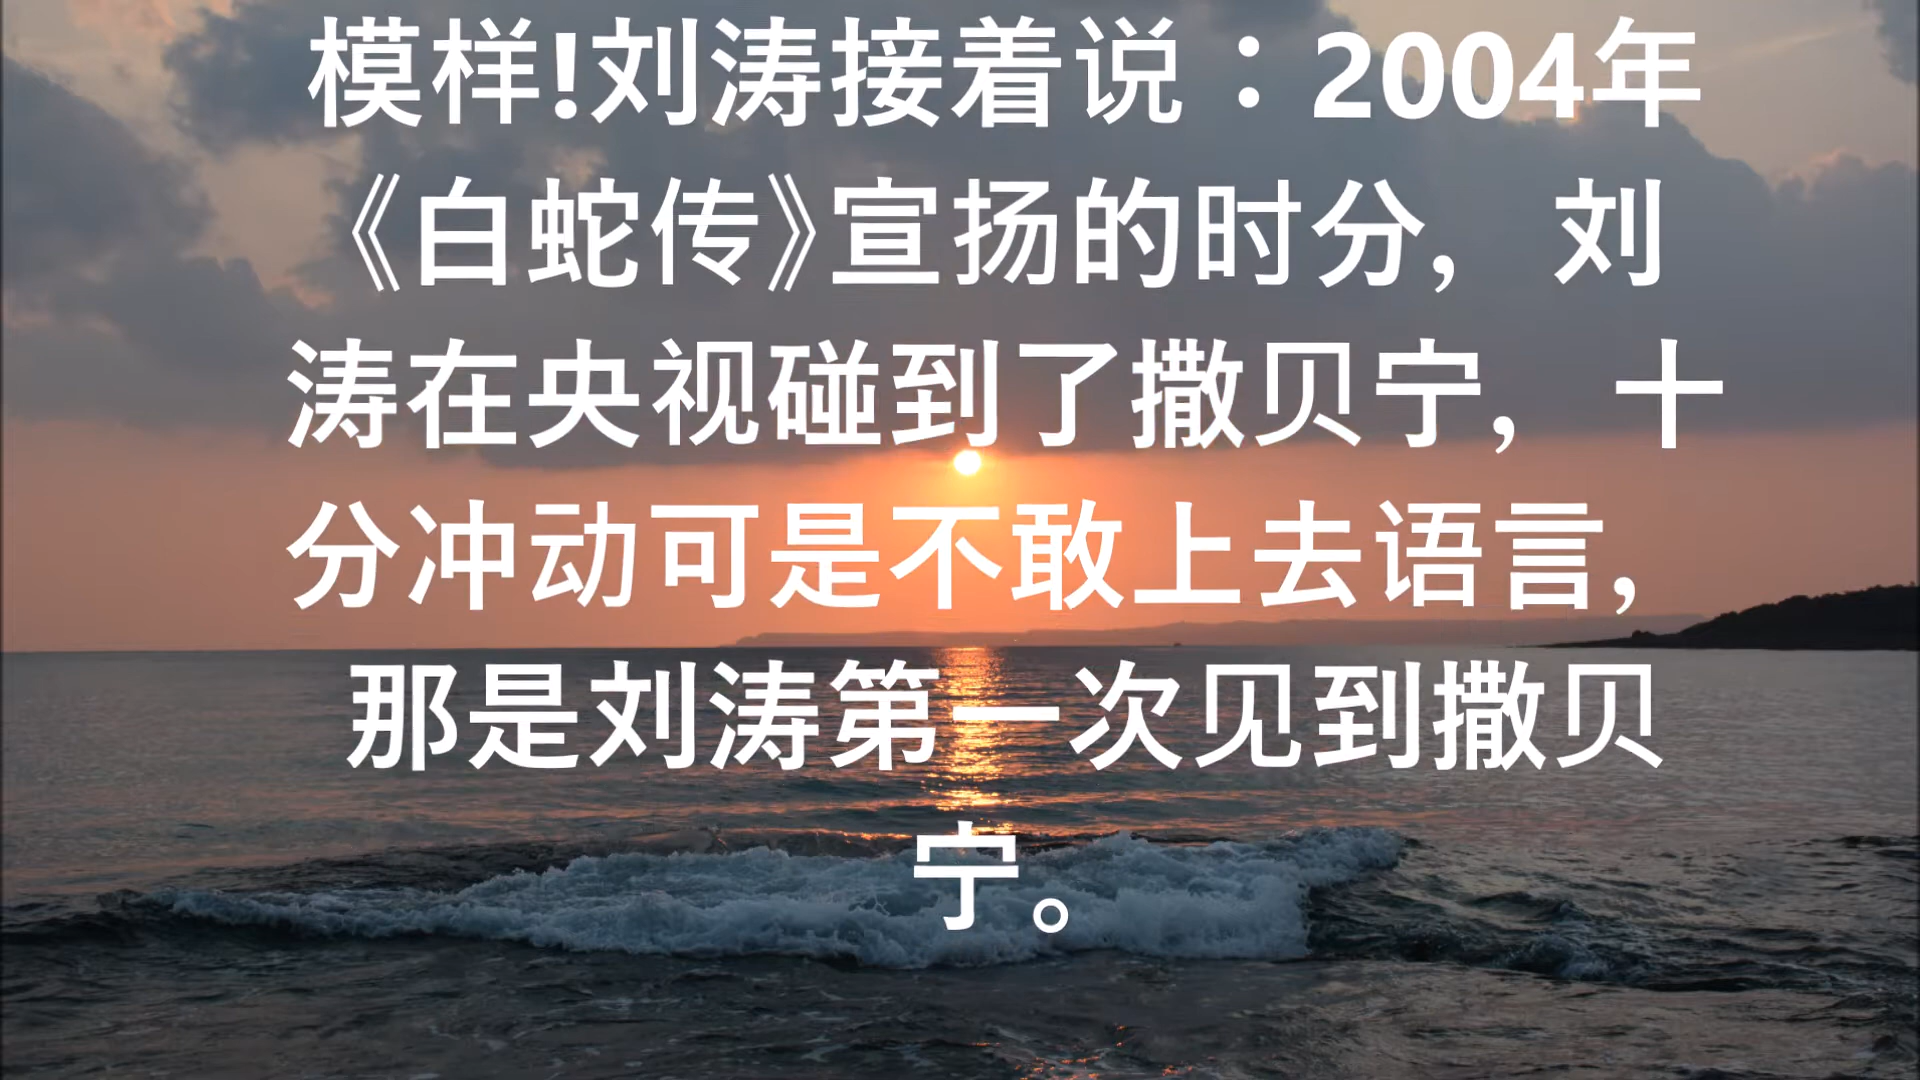 模样!刘涛接着说：2004年
《白蛇传》宣扬的时分, 刘
涛在央视碰到了撒贝宁, 十
分冲动可是不敢上去语言,
那是刘涛第一次见到撒贝
宁。